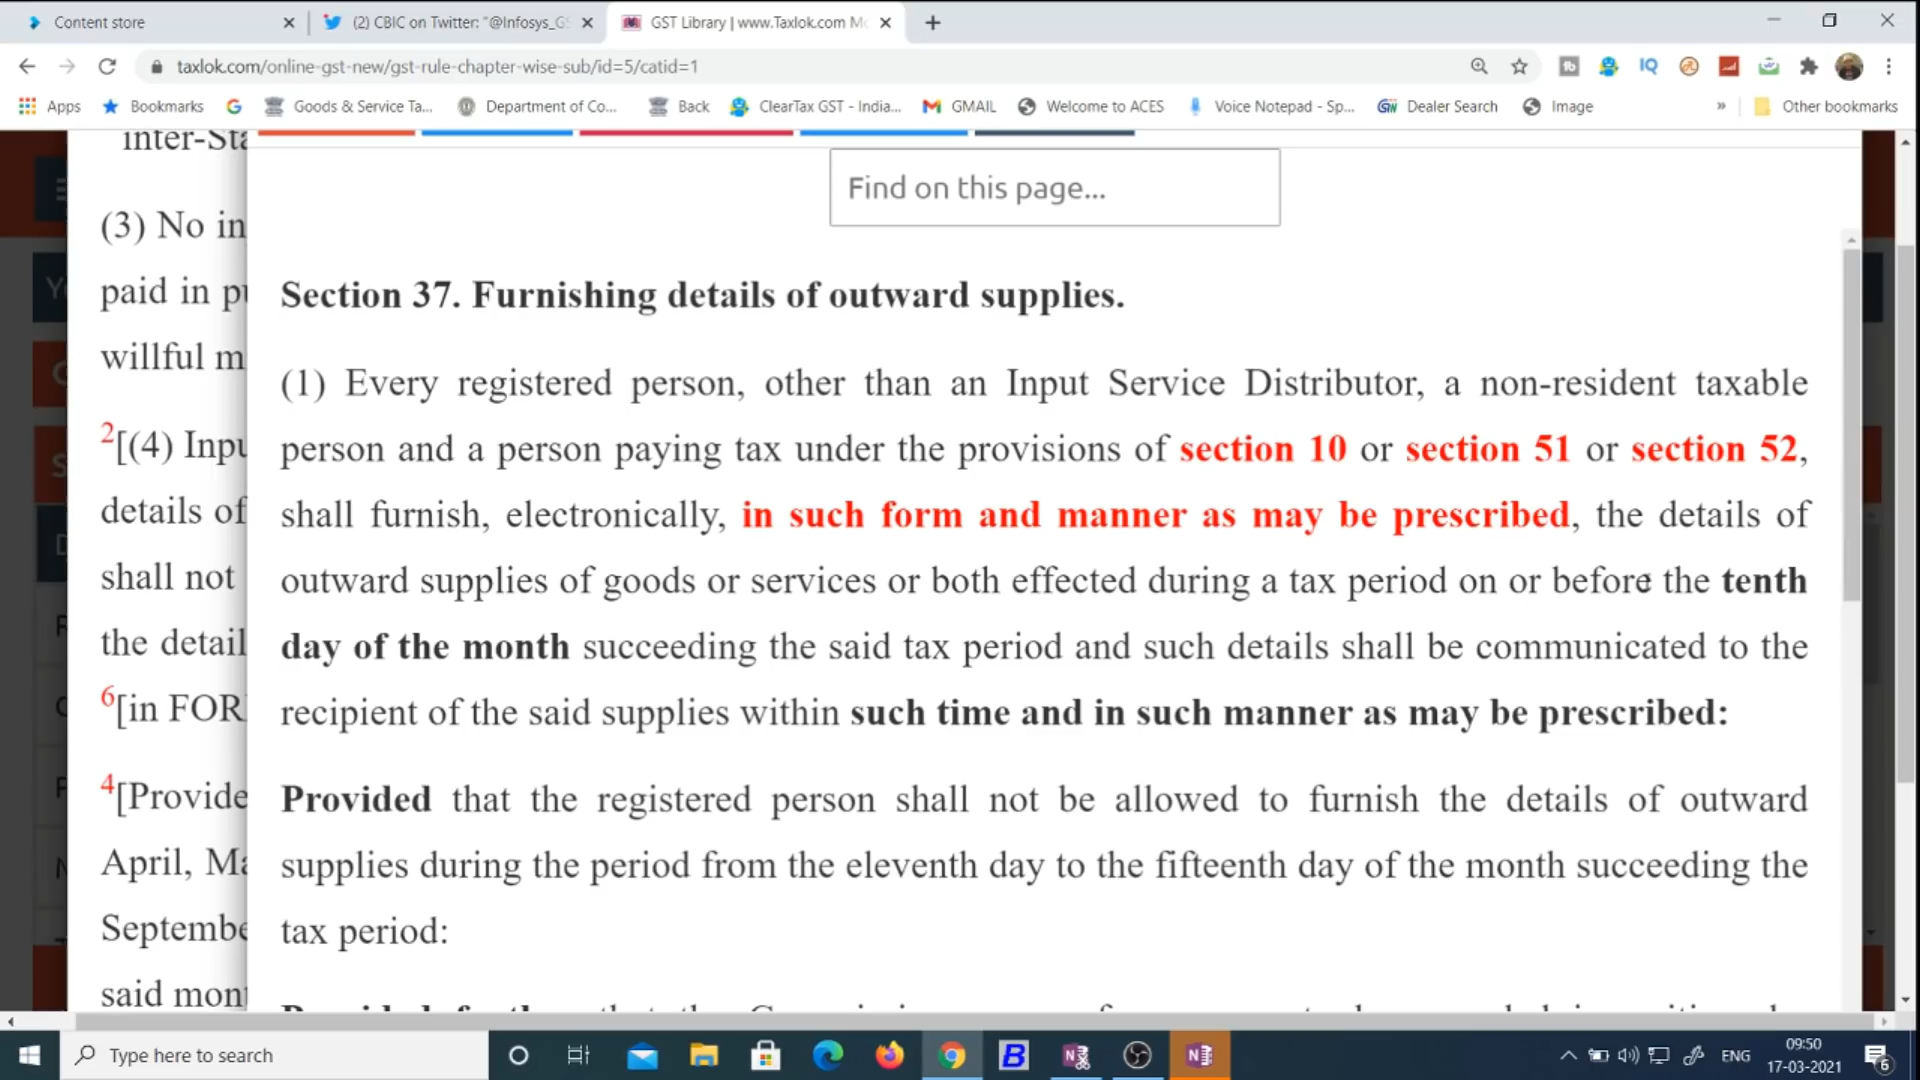 Content store
(2) CBIC on Twitter: "@Infosys_GS
GST Library | www.Taxlok.com Mo
taxlok.com/online-gst-new/gst-rule-chapter-wise-sub/id=5/catid=1
Apps
Bookmarks
Goods & Service Ta...
Department of Co...
Back
ClearTax GST - India...
GMAIL
Welcome to ACES
Voice Notepad - Sp...
Dealer Search
Image
Other bookmarks
inter-Sta
(3) No in
paid in pu
willful m
2[(4) Inpu
details of
shall not
the detail
6[in FOR
4[Provide
April, Ma
Septembe
said mont
Find on this page...
Section 37. Furnishing details of outward supplies.
(1) Every registered person, other than an Input Service Distributor, a non-resident taxable
person and a person paying tax under the provisions of section 10 or section 51 or section 52,
shall furnish, electronically, in such form and manner as may be prescribed, the details of
outward supplies of goods or services or both effected during a tax period on or before the tenth
day of the month succeeding the said tax period and such details shall be communicated to the
recipient of the said supplies within such time and in such manner as may be prescribed:
Provided that the registered person shall not be allowed to furnish the details of outward
supplies during the period from the eleventh day to the fifteenth day of the month succeeding the
tax period:
Type here to search
ENG
09:50
17-03-2021
6